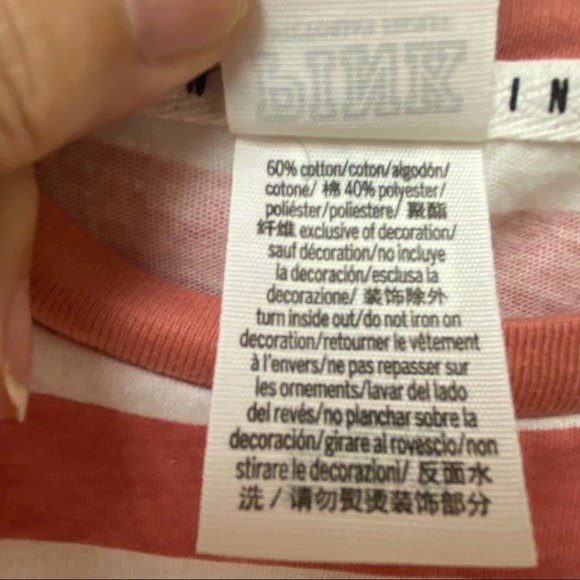 PINK
I N
60% cotton/coton/algodón/
cotone/ 棉 40% polyester/
poliéster/poliestere/ 聚酯
纤维 exclusive of decoration/
sauf décoration/no incluye
la decoración/esclusa la
decorazione/ 装饰除外
turn inside out/do not iron on
decoration/retourner le vêtement
à l'envers/ne pas repasser sur
les ornements/lavar del lado
del revés/no planchar sobre la
decoración/girare al rovescio/non
stirare le decorazioni/ 反面水
洗 / 请勿熨烫装饰部分